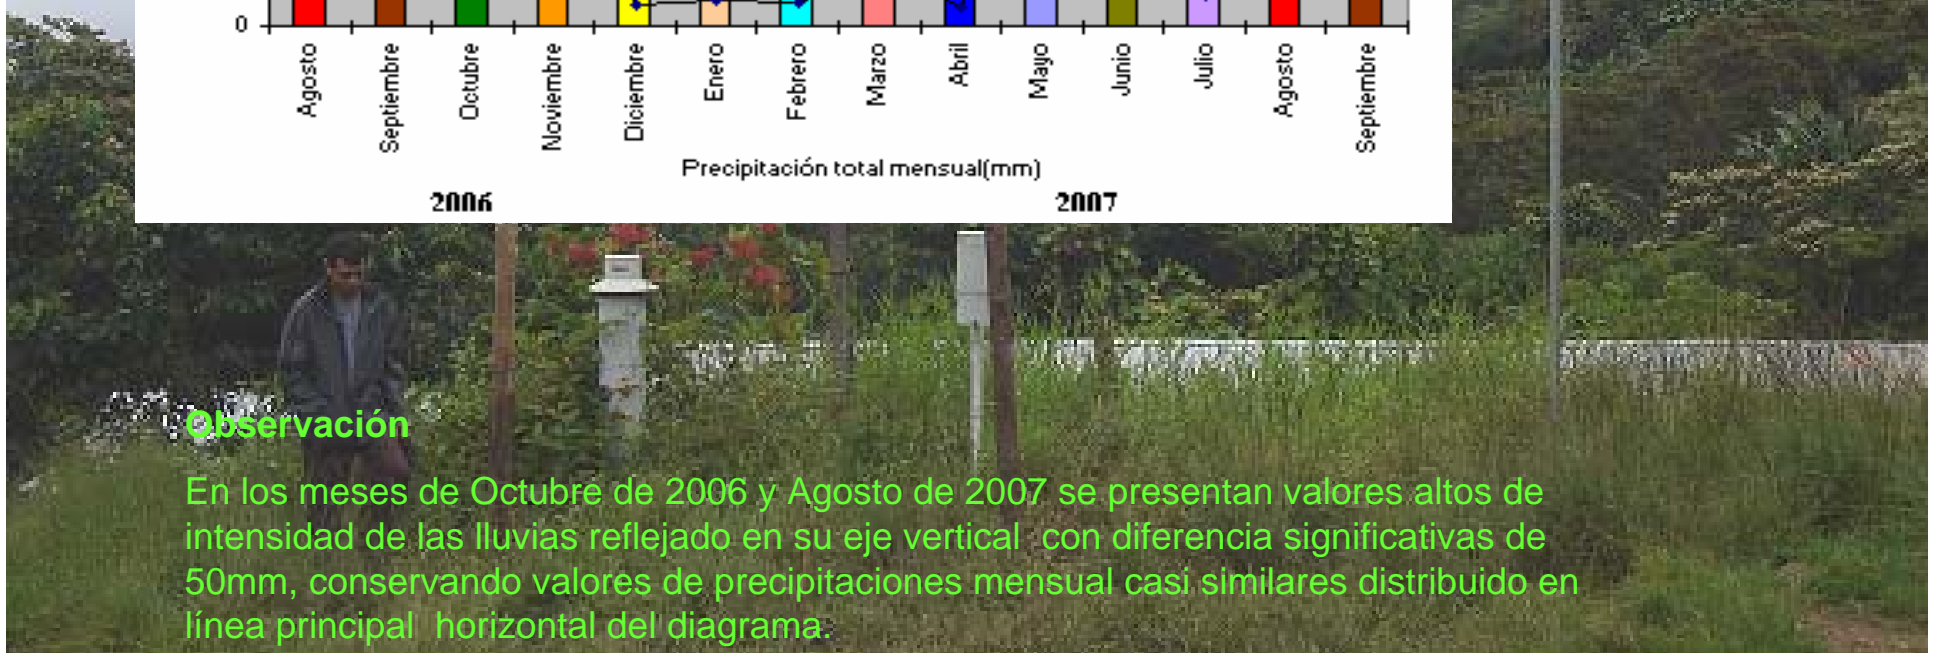 0
Agosto
Septiembre
Octubre
Noviembre
Diciembre
Enero
Febrero
Marzo
Abril
Mayo
Junio
Julio
Agosto
Septiembre
Precipitación total mensual(mm)
2006 2007
Observación
En los meses de Octubre de 2006 y Agosto de 2007 se presentan valores altos de
intensidad de las lluvias reflejado en su eje vertical con diferencia significativas de
50mm, conservando valores de precipitaciones mensual casi similares distribuido en
línea principal horizontal del diagrama.